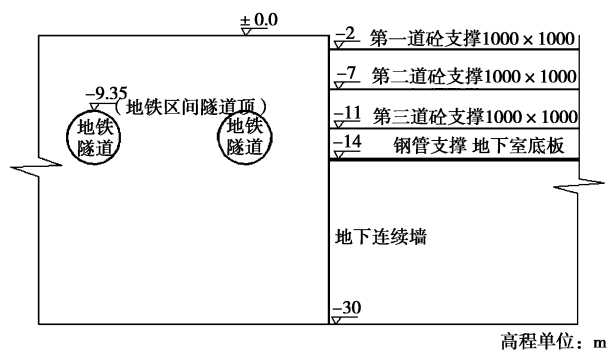 ±0.0
-2 第一道砼支撑1000×1000
-7 第二道砼支撑1000×1000
-9.35
(地铁区间隧道顶)
-11 第三道砼支撑1000×1000
地铁
隧道
地铁
隧道
-14 钢管支撑 地下室底板
地下连续墙
-30
高程单位：m